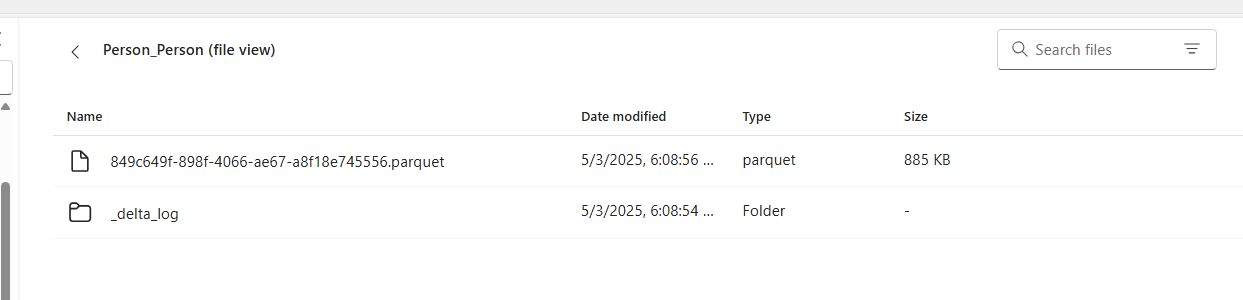 Person_Person (file view)
Search files
Name Date modified Type Size
849c649f-898f-4066-ae67-a8f18e745556.parquet 5/3/2025, 6:08:56 ... parquet 885 KB
_delta_log 5/3/2025, 6:08:54 ... Folder -